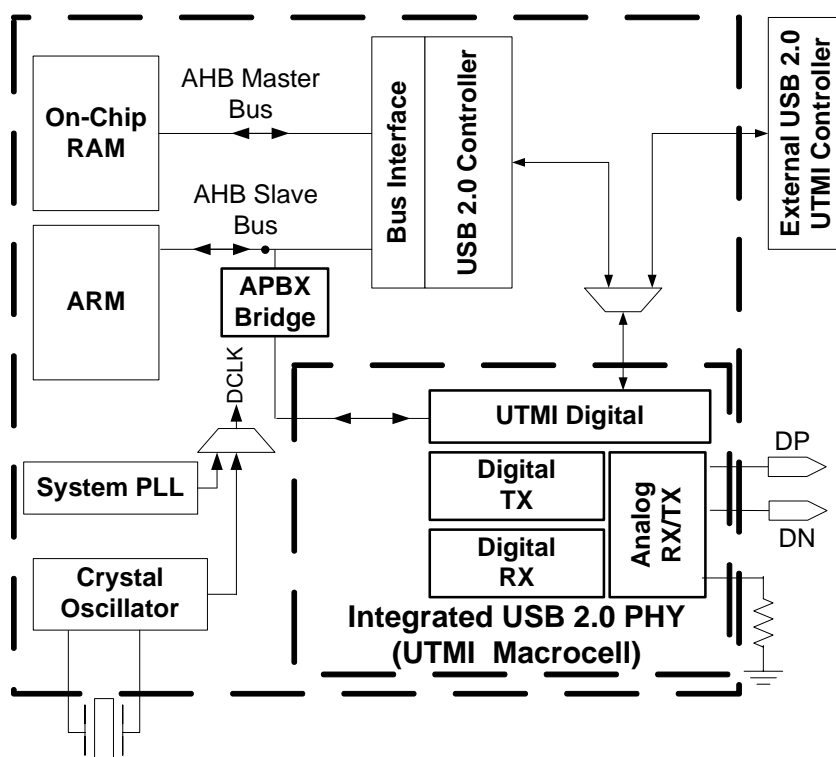 On-Chip
RAM
AHB Master
Bus
Bus Interface
USB 2.0 Controller
External USB 2.0
UTMI Controller
AHB Slave
Bus
ARM
APBX
Bridge
DCLK
UTMI Digital
System PLL
Digital
TX
Analog
RX/TX
DP
DN
Digital
RX
Crystal
Oscillator
Integrated USB 2.0 PHY
(UTMI Macrocell)